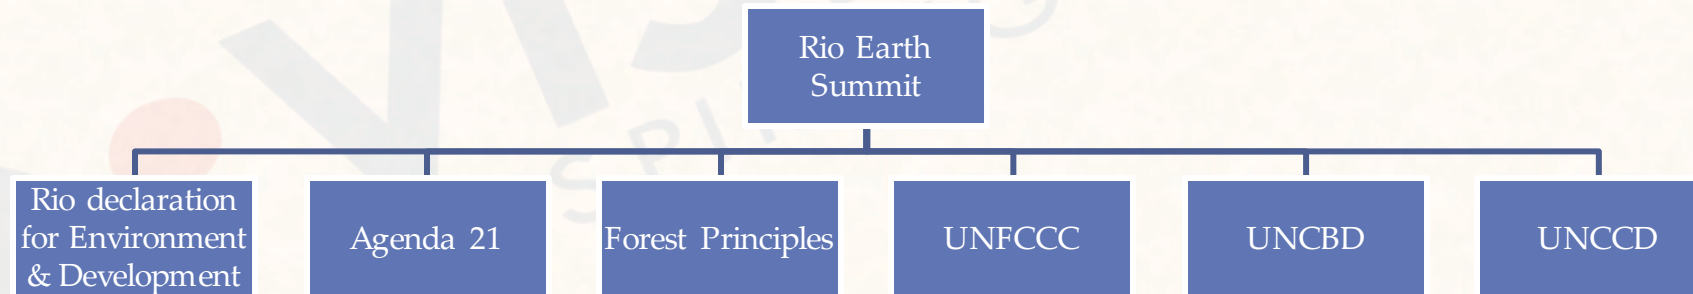 Rio Earth
Summit
Rio declaration
for Environment
& Development
Agenda 21
Forest Principles
UNFCCC
UNCBD
UNCCD